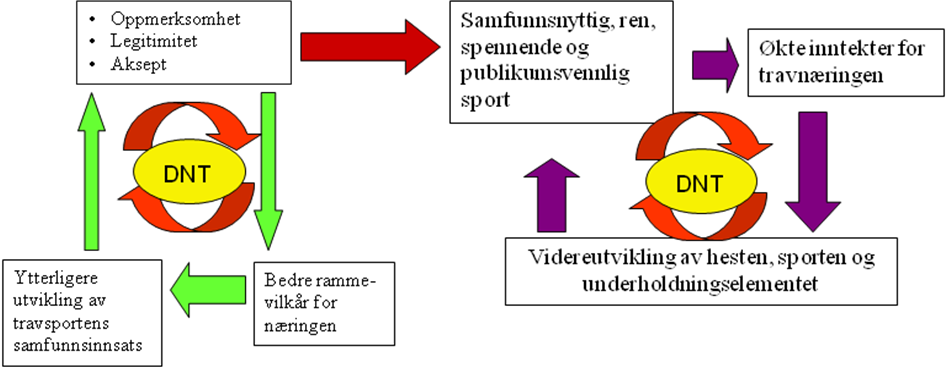 • Oppmerksomhet
• Legitimitet
• Aksept
DNT
Ytterligere
utvikling av
travsportens
samfunnsinnsats
Bedre ramme-
vilkår for
næringen
Samfunnsnyttig, ren,
spennende og
publikumsvennlig
sport
Økte inntekter for
travnæringen
DNT
Videreutvikling av hesten, sporten og
underholdningselementet